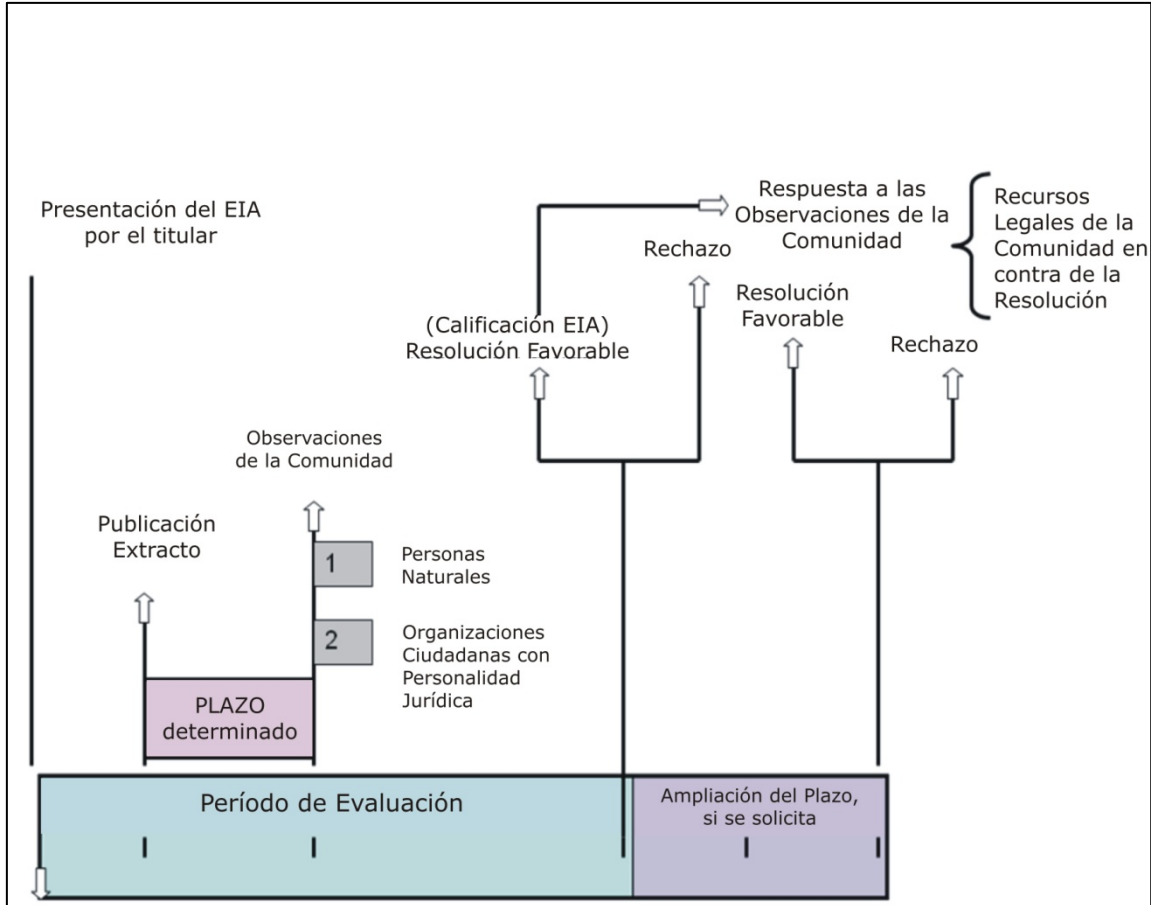 Presentación del EIA
por el titular
Publicación
Extracto
PLAZO
determinado
Observaciones
de la Comunidad
1
Personas
Naturales
2
Organizaciones
Ciudadanas con
Personalidad
Jurídica
(Calificación EIA)
Resolución Favorable
Rechazo
Respuesta a las
Observaciones de la
Comunidad
Recursos
Legales de la
Comunidad en
contra de la
Resolución
Resolución
Favorable
Rechazo
Período de Evaluación
Ampliación del Plazo,
si se solicita